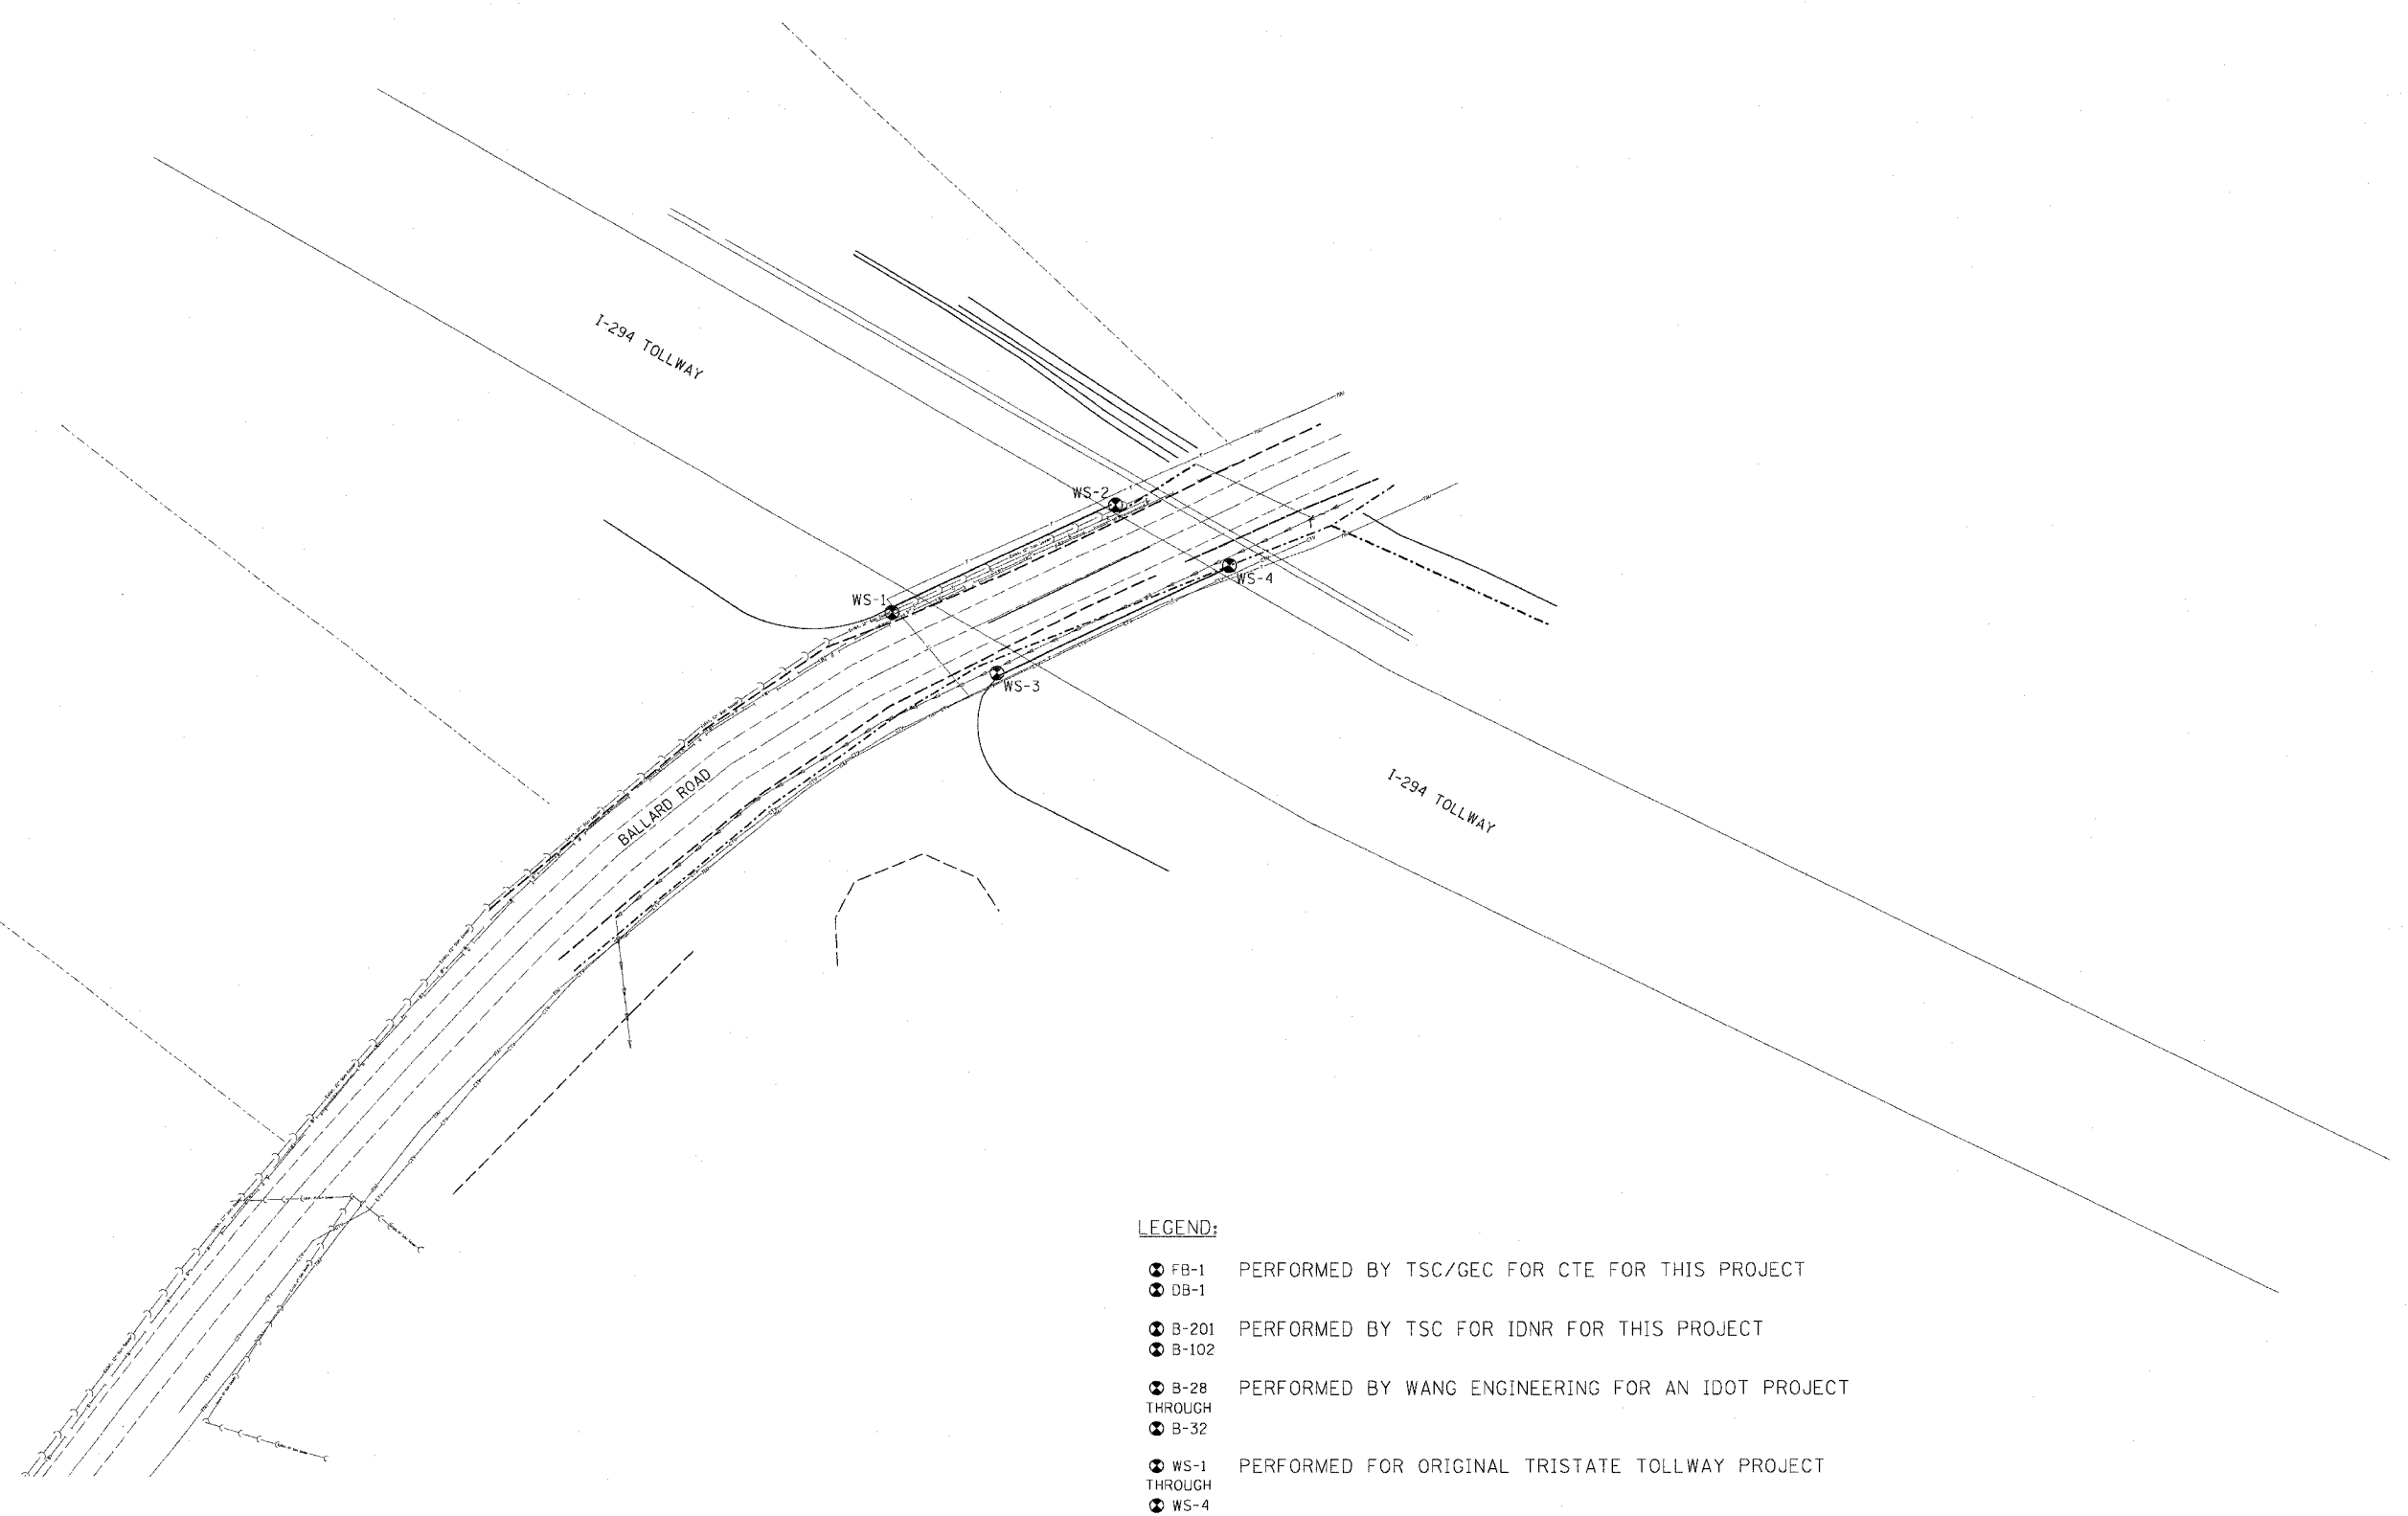 I-294 TOLLWAY
WS-2
WS-4
WS-1
WS-3
BALLARD ROAD
I-294 TOLLWAY
LEGEND:
FB-1 PERFORMED BY TSC/GEC FOR CTE FOR THIS PROJECT
DB-1
B-201 PERFORMED BY TSC FOR IDNR FOR THIS PROJECT
B-102
B-28 PERFORMED BY WANG ENGINEERING FOR AN IDOT PROJECT
THROUGH
B-32
WS-1 PERFORMED FOR ORIGINAL TRISTATE TOLLWAY PROJECT
THROUGH
WS-4